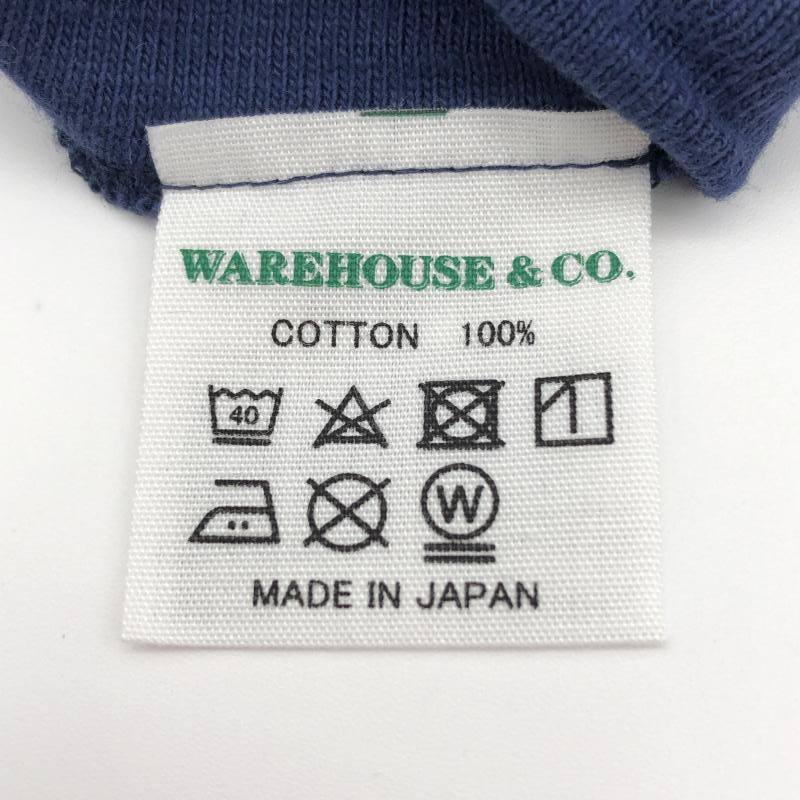 WAREHOUSE & CO.
COTTON 100%
40
W
MADE IN JAPAN